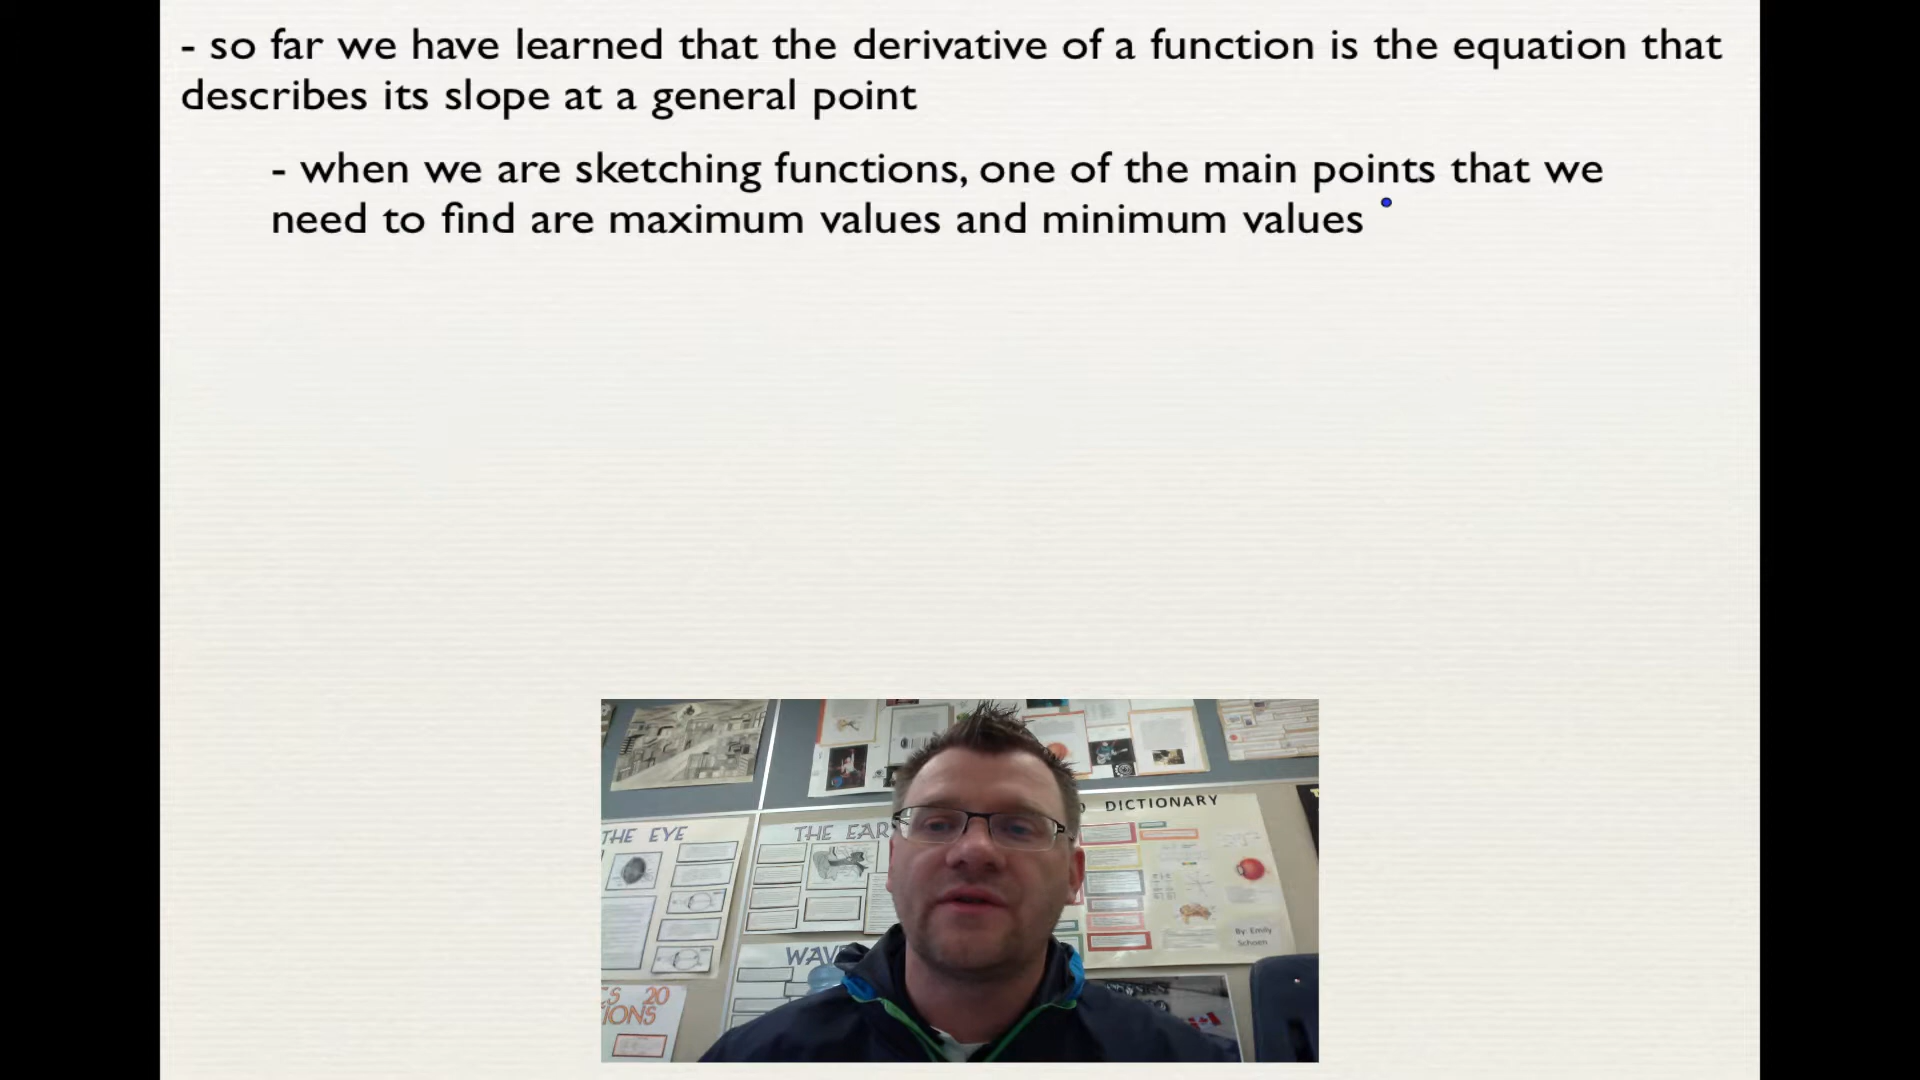 - so far we have learned that the derivative of a function is the equation that
describes its slope at a general point
- when we are sketching functions, one of the main points that we
need to find are maximum values and minimum values
DICTIONARY
THE EYE
THE EAR
By: Emily
Schoen
WAV
ES 20
IONS